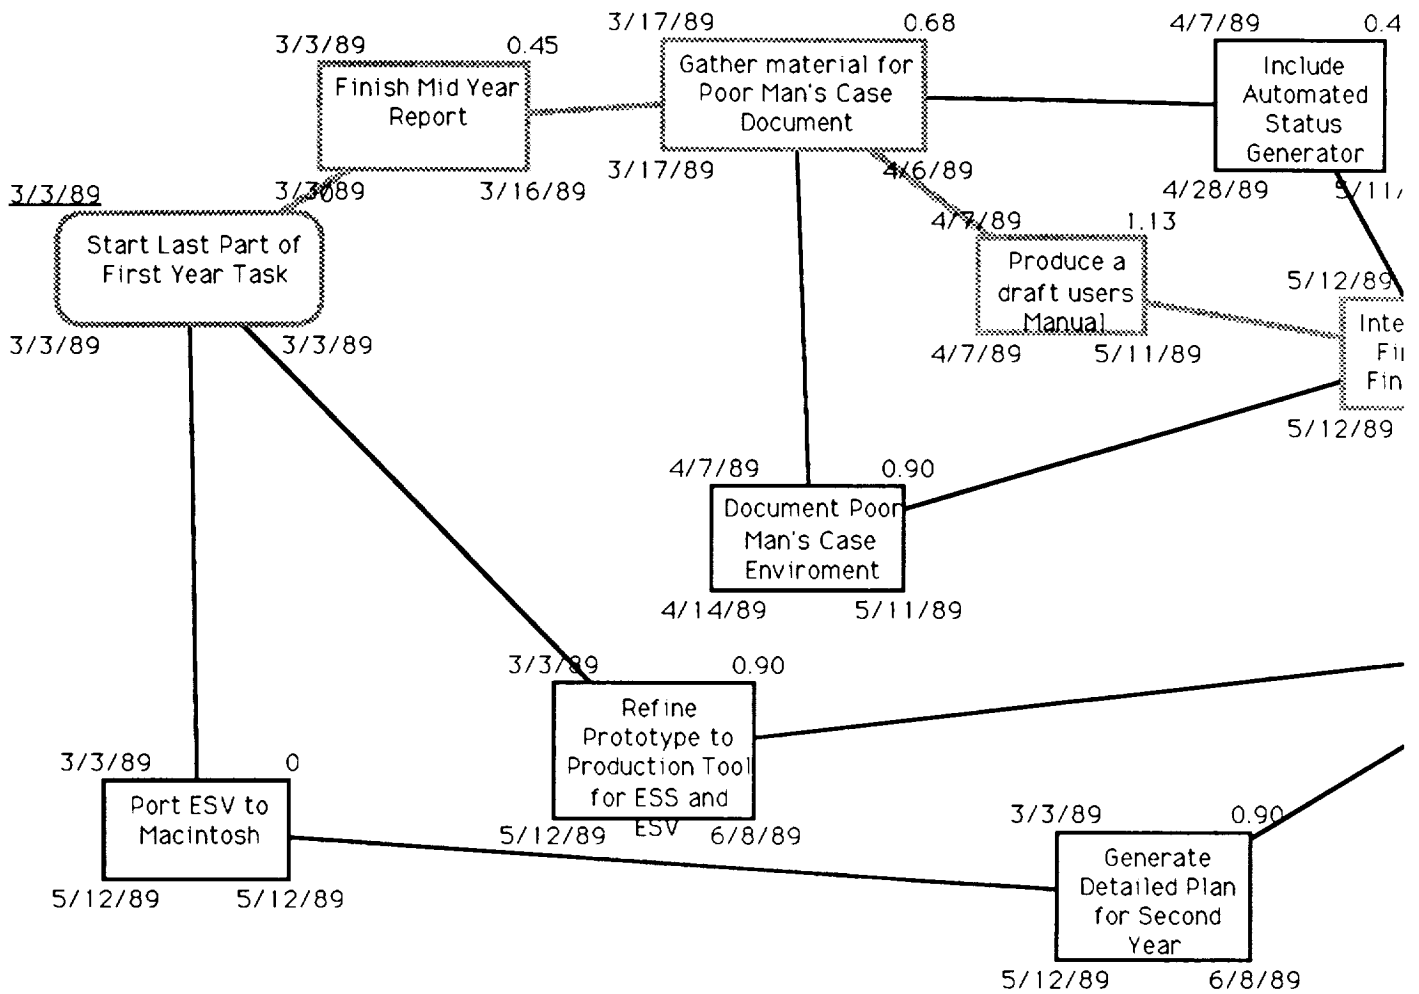 3/17/89 0.68
4/7/89 0.4
3/3/89 0.45
Finish Mid Year
Report
Gather material for
Poor Man's Case
Document
Include
Automated
Status
Generator
3/3/89
3/3/89
0
3/16/89
3/17/89
4/6/89
4/28/89
5/11/
Start Last Part of
First Year Task
3/3/89
3/3/89
4/7/89 1.13
Produce a
draft users
Manual
4/7/89 5/11/89
5/12/89
5/12/89
4/7/89 0.90
Document Poor
Man's Case
Enviroment
4/14/89 5/11/89
3/3/89 0.90
Refine
Prototype to
Production Tool
for ESS and
ESV
5/12/89 6/8/89
3/3/89 0
Port ESV to
Macintosh
5/12/89 5/12/89
3/3/89 0.90
Generate
Detailed Plan
for Second
Year
5/12/89 6/8/89